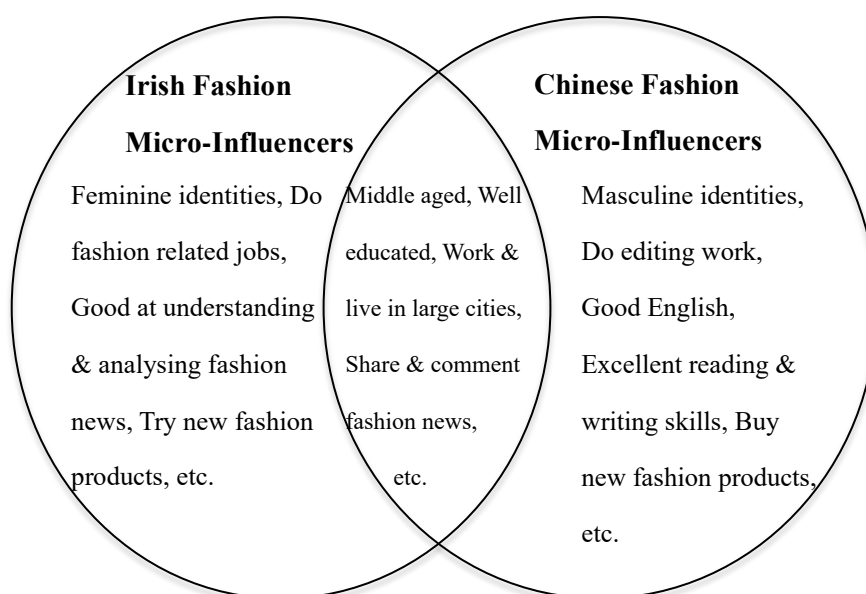 Irish Fashion
Micro-Influencers
Feminine identities, Do
fashion related jobs,
Good at understanding
& analysing fashion
news, Try new fashion
products, etc.
Middle aged, Well
educated, Work &
live in large cities,
Share & comment
fashion news,
etc.
Chinese Fashion
Micro-Influencers
Masculine identities,
Do editing work,
Good English,
Excellent reading &
writing skills, Buy
new fashion products,
etc.